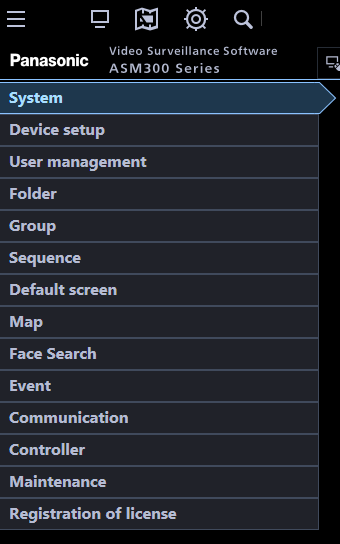 Panasonic
Video Surveillance Software
ASM300 Series
System
Device setup
User management
Folder
Group
Sequence
Default screen
Map
Face Search
Event
Communication
Controller
Maintenance
Registration of license